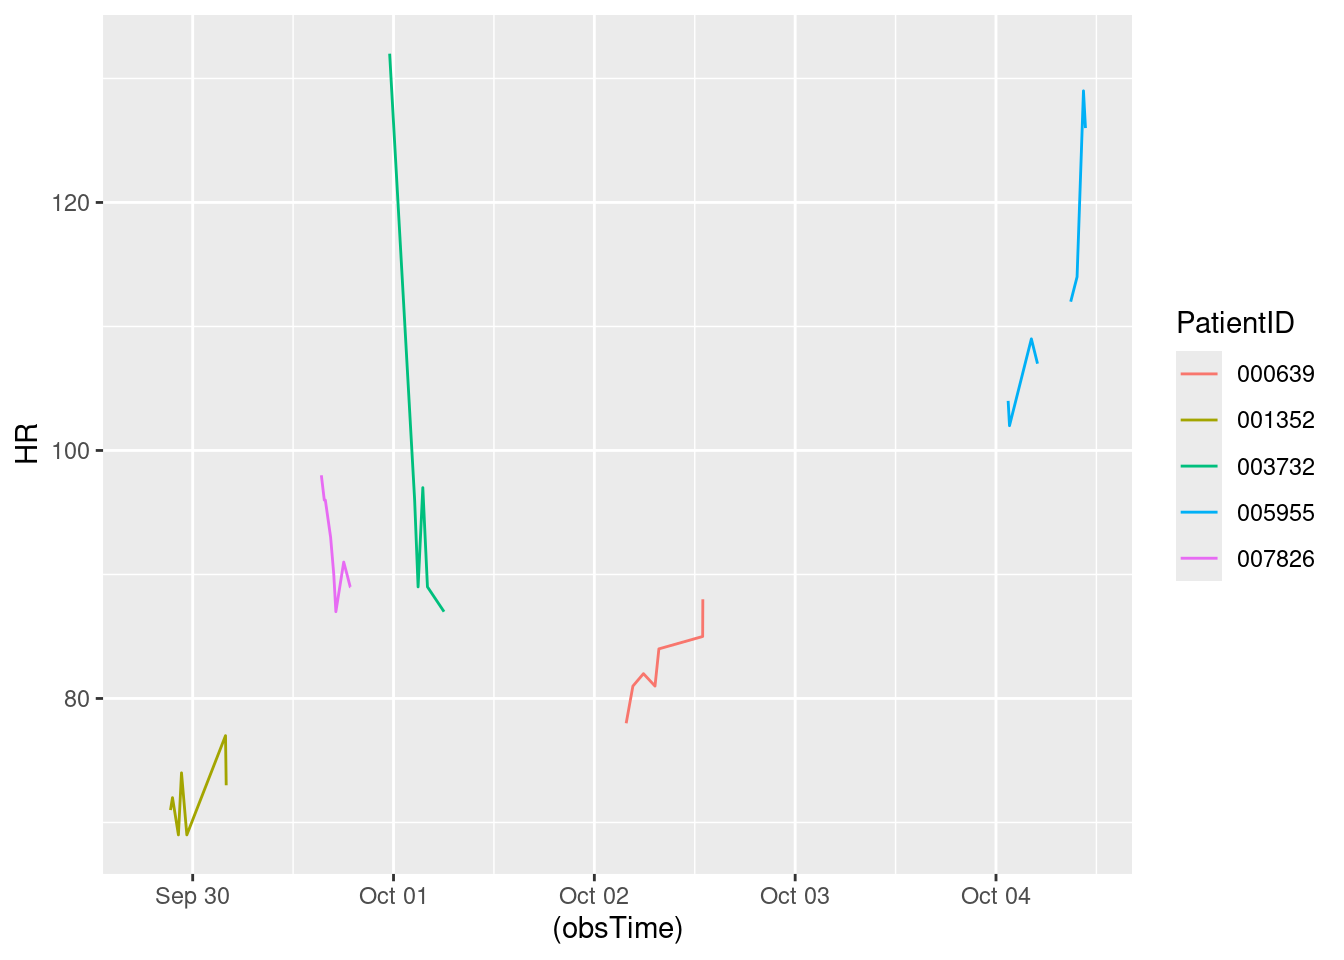 120
100
80
HR
Sep 30
Oct 01
Oct 02
Oct 03
Oct 04
(obsTime)
PatientID
000639
001352
003732
005955
007826